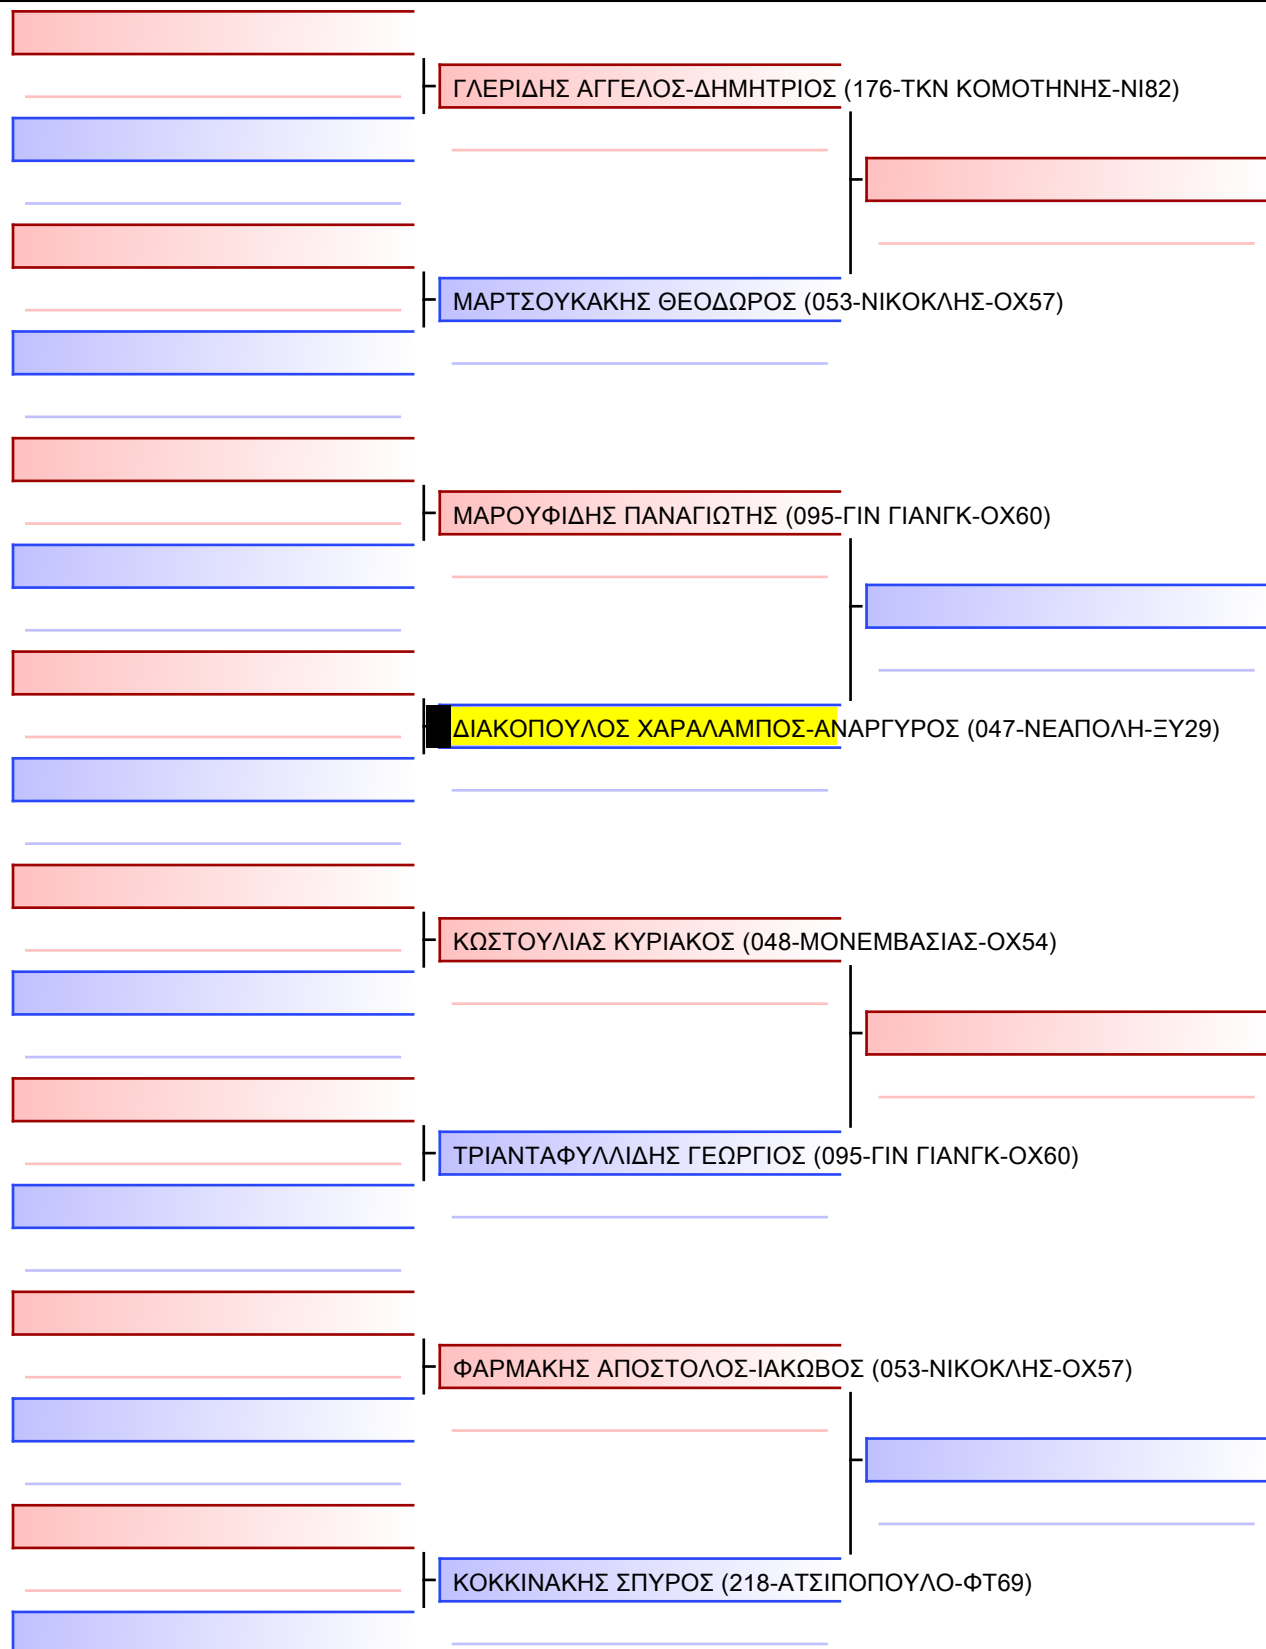 ΓΛΕΡΙΔΗΣ ΑΓΓΕΛΟΣ-ΔΗΜΗΤΡΙΟΣ (176-ΤΚΝ ΚΟΜΟΤΗΝΗΣ-ΝΙ82)
ΜΑΡΤΣΟΥΚΑΚΗΣ ΘΕΟΔΩΡΟΣ (053-ΝΙΚΟΚΛΗΣ-ΟΧ57)
ΜΑΡΟΥΦΙΔΗΣ ΠΑΝΑΓΙΩΤΗΣ (095-ΓΙΝ ΓΙΑΝΓΚ-ΟΧ60)
ΔΙΑΚΟΠΟΥΛΟΣ ΧΑΡΑΛΑΜΠΟΣ-ΑΝΑΡΓΥΡΟΣ (047-ΝΕΑΠΟΛΗ-ΞΥ29)
ΚΩΣΤΟΥΛΙΑΣ ΚΥΡΙΑΚΟΣ (048-ΜΟΝΕΜΒΑΣΙΑΣ-ΟΧ54)
ΤΡΙΑΝΤΑΦΥΛΛΙΔΗΣ ΓΕΩΡΓΙΟΣ (095-ΓΙΝ ΓΙΑΝΓΚ-ΟΧ60)
ΦΑΡΜΑΚΗΣ ΑΠΟΣΤΟΛΟΣ-ΙΑΚΩΒΟΣ (053-ΝΙΚΟΚΛΗΣ-ΟΧ57)
ΚΟΚΚΙΝΑΚΗΣ ΣΠΥΡΟΣ (218-ΑΤΣΙΠΟΠΟΥΛΟ-ΦΤ69)